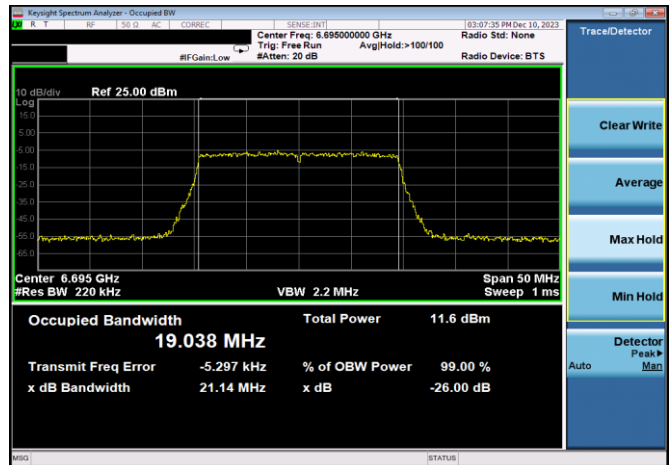 Keysight Spectrum Analyzer - Occupied BW
R T RF 50 Ω AC CORREC SENSE:INT 03:07:35 PM Dec 10, 2023
Center Freq: 6.695000000 GHz Radio Std: None
Trig: Free Run Avg|Hold:>100/100
#IFGain:Low #Atten: 20 dB Radio Device: BTS
Trace/Detector
10 dB/div Ref 25.00 dBm
Log
15.0
5.00
-5.00
-15.0
-25.0
-35.0
-45.0
-55.0
-65.0
Center 6.695 GHz Span 50 MHz
#Res BW 220 kHz VBW 2.2 MHz Sweep 1 ms
Occupied Bandwidth Total Power 11.6 dBm
19.038 MHz
Transmit Freq Error -5.297 kHz % of OBW Power 99.00 %
x dB Bandwidth 21.14 MHz x dB -26.00 dB
Clear Write
Average
Max Hold
Min Hold
Detector
Peak▶
Auto Man
MSG STATUS